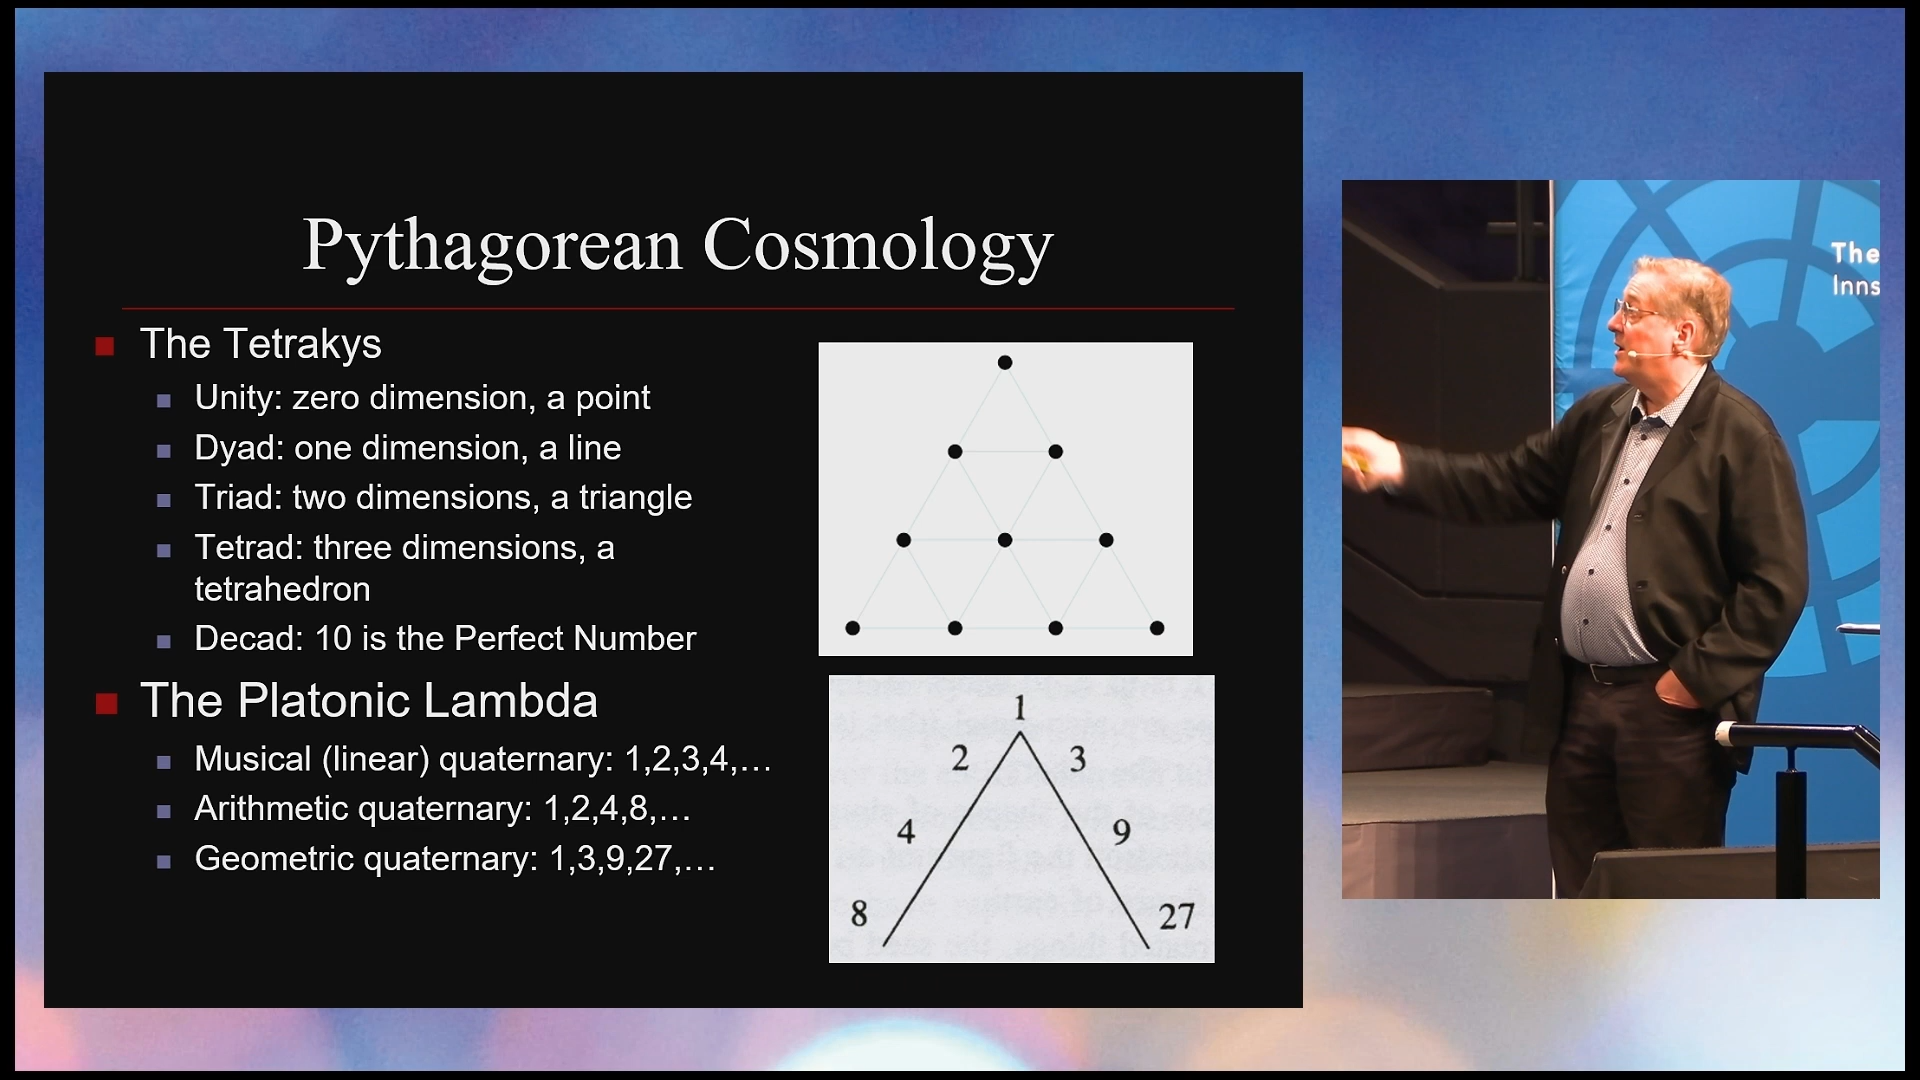 Pythagorean Cosmology
The Tetrakys
Unity: zero dimension, a point
Dyad: one dimension, a line
Triad: two dimensions, a triangle
Tetrad: three dimensions, a
tetrahedron
Decad: 10 is the Perfect Number
The Platonic Lambda
Musical (linear) quaternary: 1,2,3,4,…
Arithmetic quaternary: 1,2,4,8,…
Geometric quaternary: 1,3,9,27,…
1
2 3
4 9
8 27
The
Inns